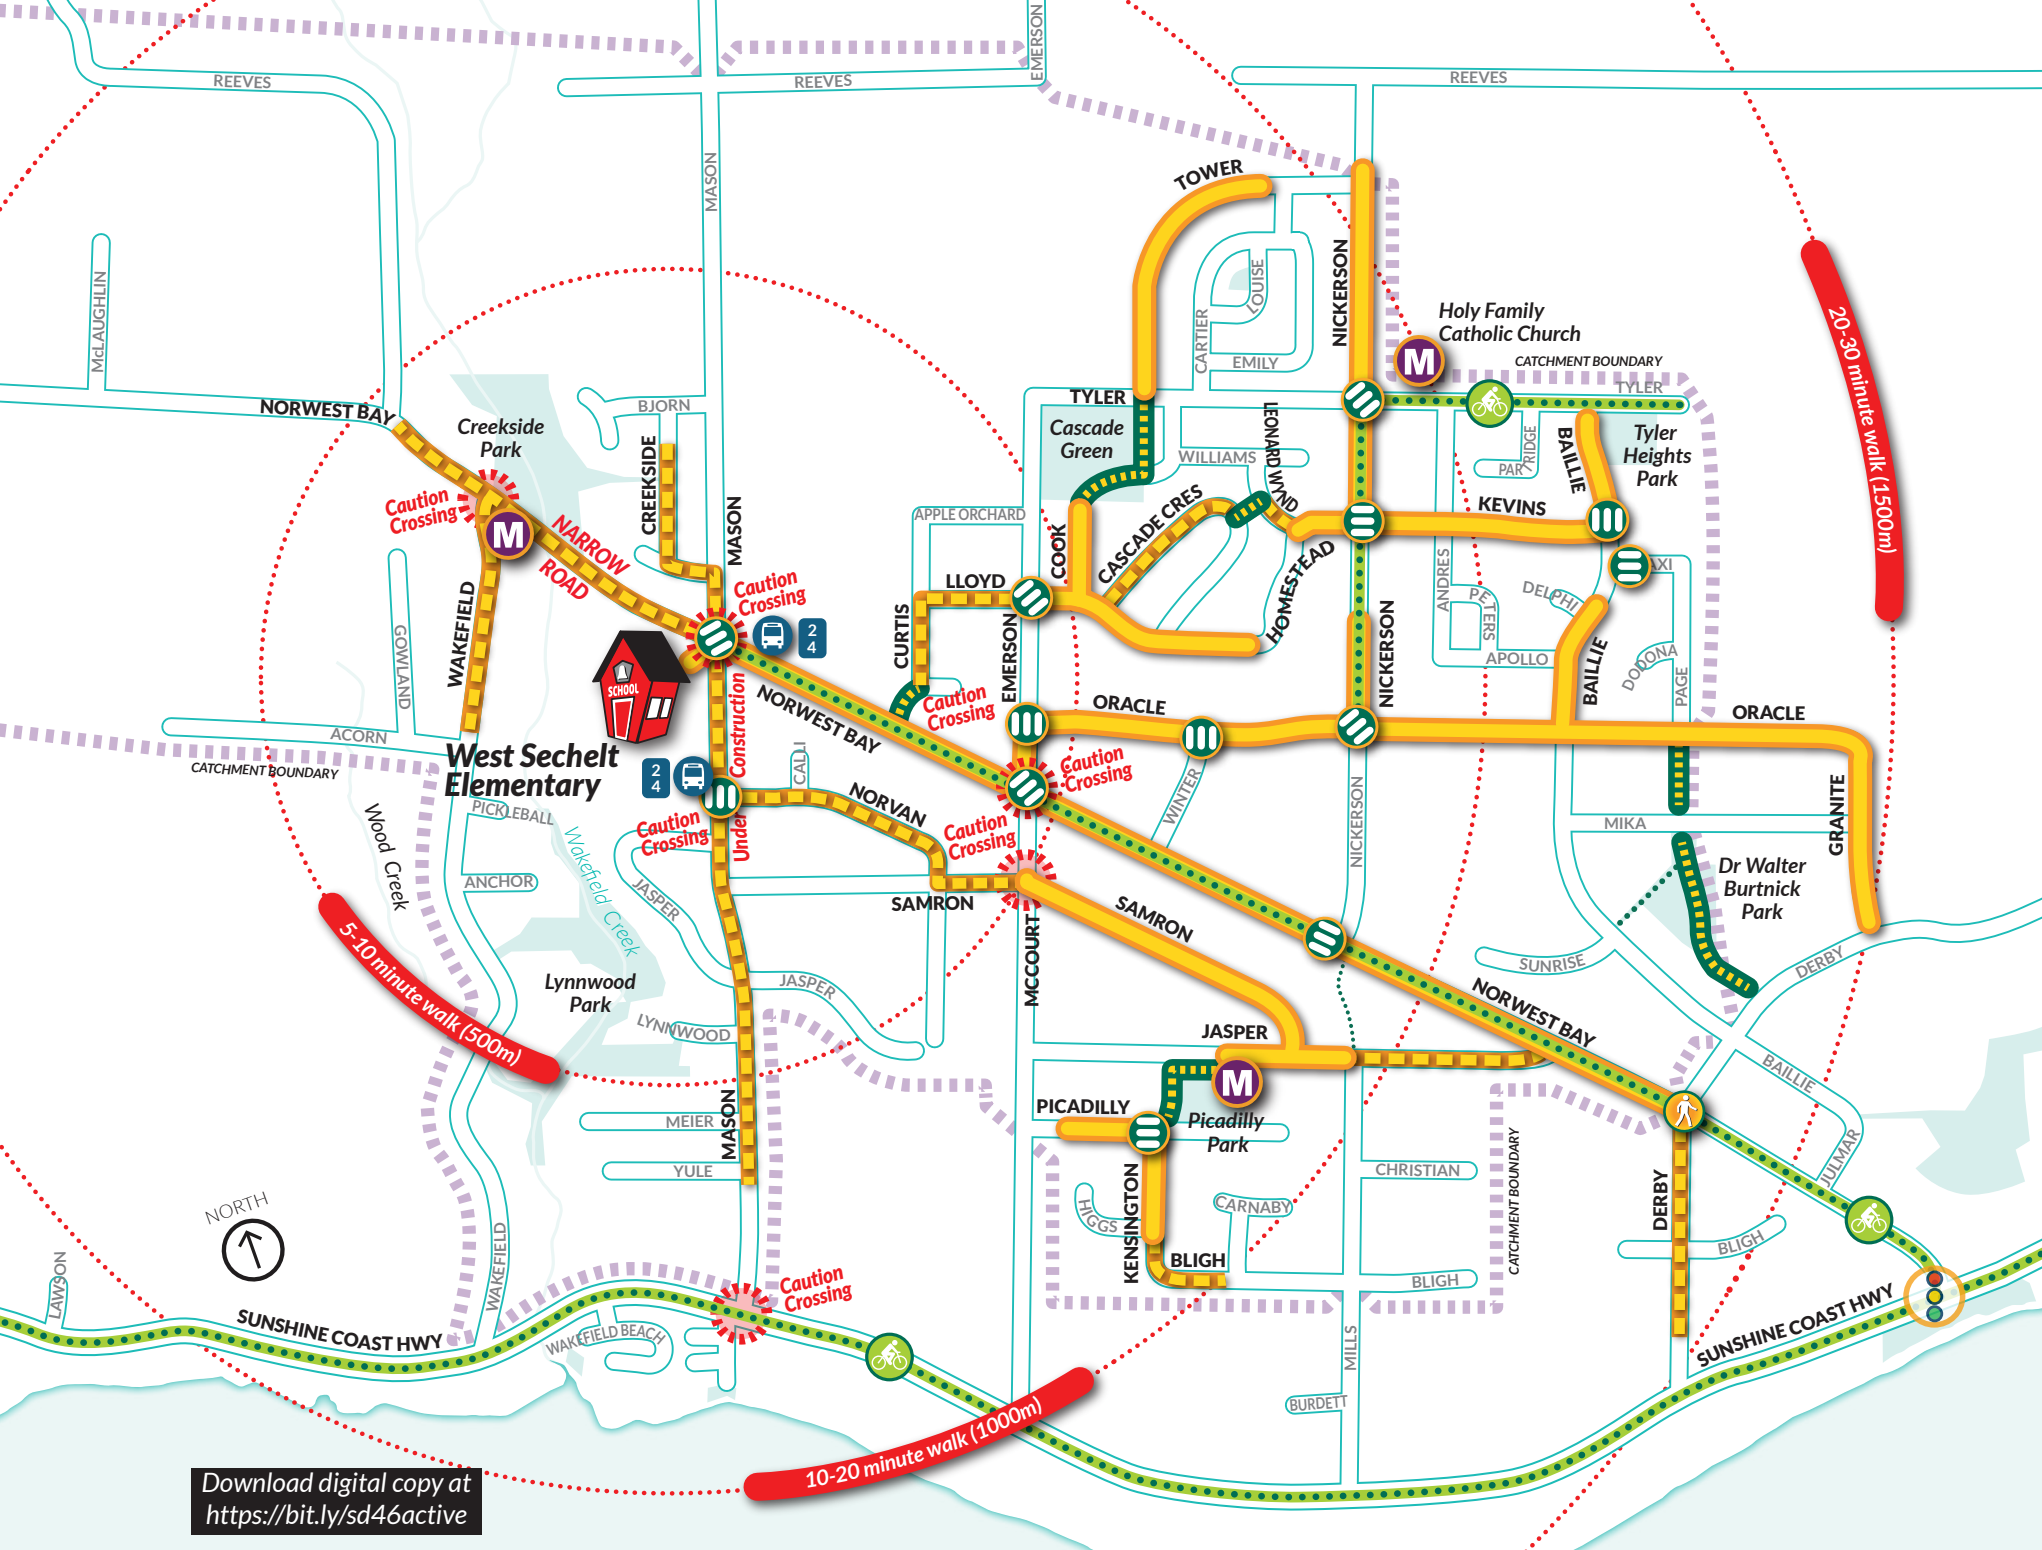 REEVES
REEVES
EMERSON
REEVES
MASON
TOWER
McLAUGHLIN
NICKERSON
LOUISE
CARTIER
EMILY
Holy Family
Catholic Church
M
CATCHMENT BOUNDARY
TYLER
20-30 minute walk (1500m)
NORWEST BAY
BJORN
TYLER
Creekside
Park
Cascade
Green
LEONARD WYND
WILLIAMS
PARTRIDGE
BAILLIE
Tyler
Heights
Park
CREEKSIDE
MASON
Caution
Crossing
M
NARROW
ROAD
APPLE ORCHARD
COOK
CASCADE CRES
KEVINS
LLOYD
HOMESTEAD
ANDRES
PETERS
DELPHI
AXI
Caution
Crossing
2
4
WAKEFIELD
GOWLAND
CURTIS
EMERSON
NICKERSON
APOLLO
BAILLIE
DODONA
PAGE
SCHOOL
NORWEST BAY
Caution
Crossing
ORACLE
ORACLE
ACORN
CATCHMENT BOUNDARY
West Sechelt
Elementary
2
4
Under Construction
CALLI
Caution
Crossing
WINTER
NICKERSON
MIKA
GRANITE
PICKLEBALL
Wood Creek
Wakefield Creek
Caution
Crossing
NORVAN
Caution
Crossing
ANCHOR
JASPER
SAMRON
SAMRON
MCCOURT
Dr Walter
Burtnick
Park
5-10 minute walk (500m)
Lynnwood
Park
JASPER
LYNNWOOD
SUNRISE
DERBY
NORWEST BAY
JASPER
M
BAILLIE
MEIER
MASON
PICADILLY
Picadilly
Park
JULMAR
YULE
KENSINGTON
HIGGS
CARNABY
CHRISTIAN
CATCHMENT BOUNDARY
DERBY
BLIGH
NORTH
LAWSON
WAKEFIELD
BLIGH
BLIGH
Caution
Crossing
SUNSHINE COAST HWY
WAKEFIELD BEACH
MILLS
SUNSHINE COAST HWY
BURDETT
10-20 minute walk (1000m)
Download digital copy at
https://bit.ly/sd46active